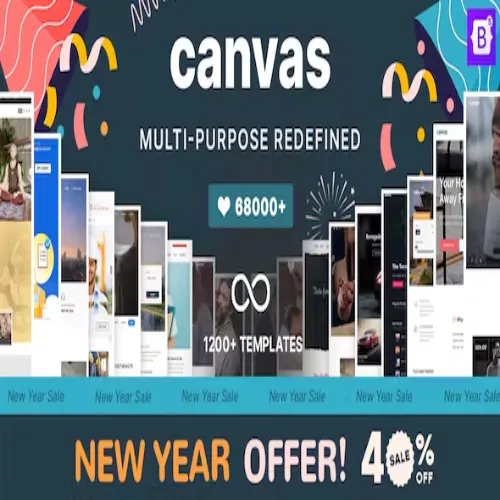 canvas
MULTI-PURPOSE REDEFINED
68000+
1200+ TEMPLATES
New Year Sale New Year Sale New Year Sale New Year Sale New Year Sale New Year Sale
NEW YEAR OFFER! 40% OFF
SALE
B
5